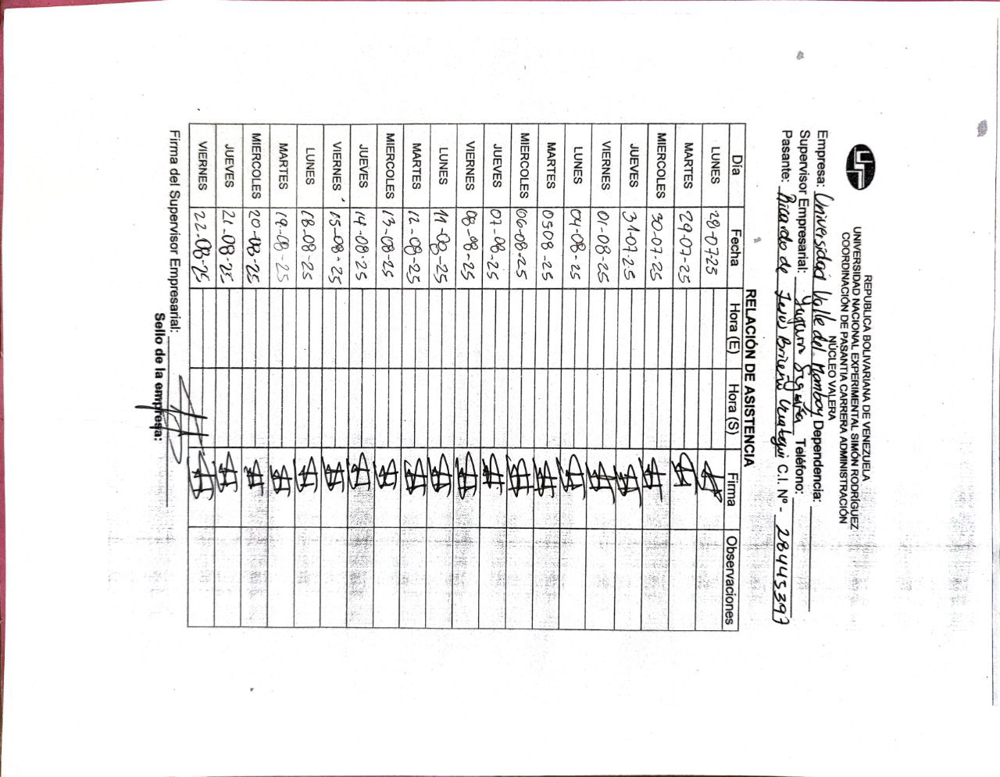 REPUBLICA BOLIVARIANA DE VENEZUELA
UNIVERSIDAD NACIONAL EXPERIMENTAL SIMÓN RODRÍGUEZ
COORDINACIÓN DE PASANTIA CARRERA ADMINISTRACIÓN
NÚCLEO VALERA
Empresa: Universidad Valle del Momboy Dependencia:
Supervisor Empresarial: Teléfono:
Pasante: Ricardo de Jesús Briceño C.I. Nº - 28445397
RELACIÓN DE ASISTENCIA
Día Fecha Hora (E) Hora (S) Firma Observaciones
LUNES 28-07-25
MARTES 29-07-25
MIERCOLES 30-07-25
JUEVES 31-07-25
VIERNES 01-08-25
LUNES 04-08-25
MARTES 0508-25
MIERCOLES 06-08-25
JUEVES 07-08-25
VIERNES 08-08-25
LUNES 11-08-25
MARTES 12-08-25
MIERCOLES 13-08-25
JUEVES 14-08-25
VIERNES 15-08-25
LUNES 18-08-25
MARTES 19-08-25
MIERCOLES 20-08-25
JUEVES 21-08-25
VIERNES 22-08-25
Firma del Supervisor Empresarial:
Sello de la empresa: